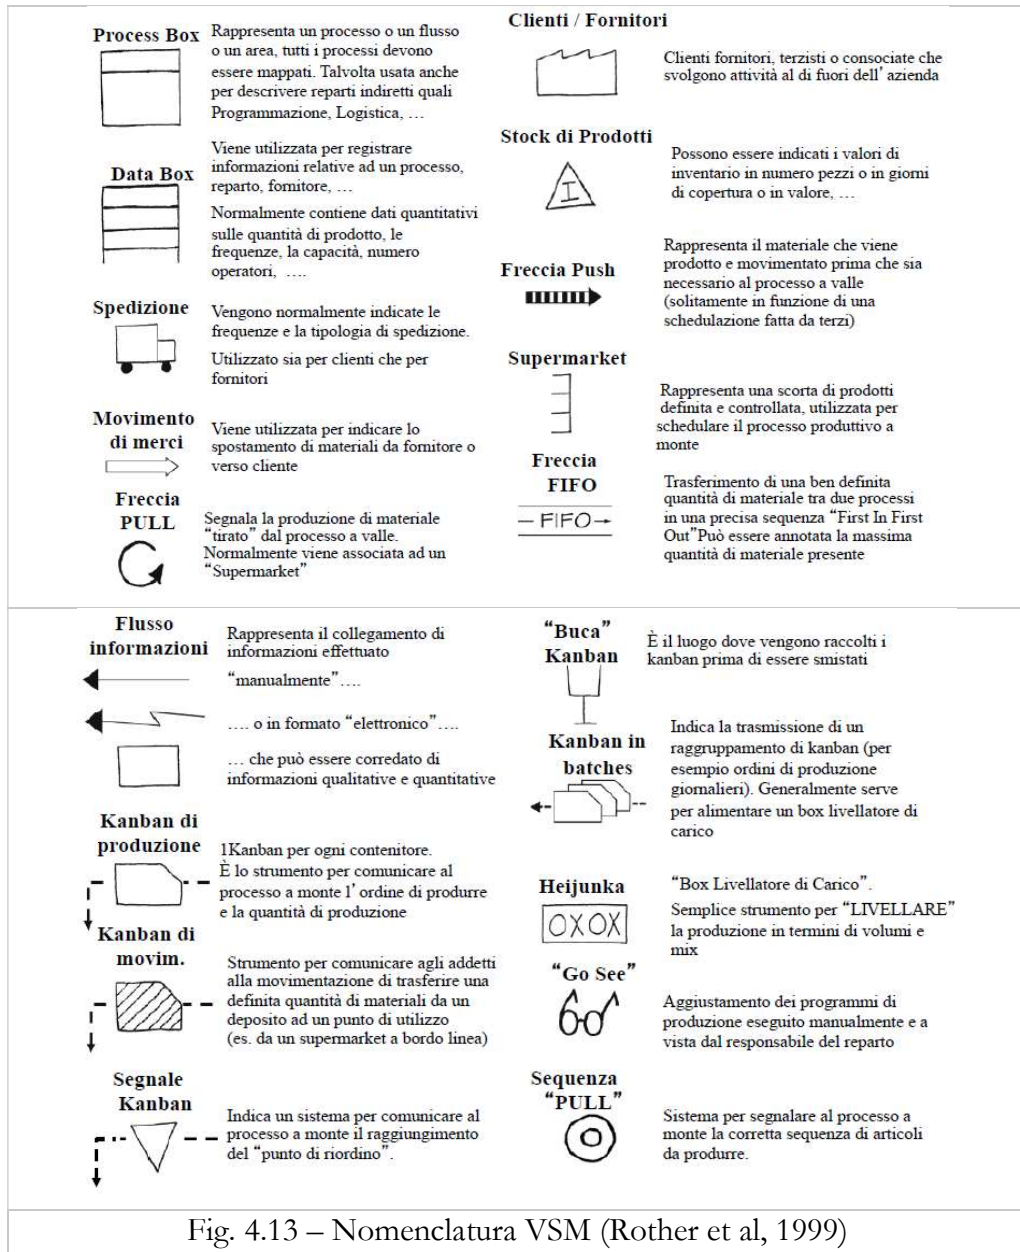 Process Box
Rappresenta un processo o un flusso
o un area, tutti i processi devono
essere mappati. Talvolta usata anche
per descrivere reparti indiretti quali
Programmazione, Logistica, …
Data Box
Viene utilizzata per registrare
informazioni relative ad un processo,
reparto, fornitore, …
Normalmente contiene dati quantitativi
sulle quantità di prodotto, le
frequenze, la capacità, numero
operatori, ….
Spedizione
Vengono normalmente indicate le
frequenze e la tipologia di spedizione.
Utilizzato sia per clienti che per
fornitori
Movimento
di merci
Viene utilizzata per indicare lo
spostamento di materiali da fornitore o
verso cliente
Freccia
PULL
Segnala la produzione di materiale
“tirato” dal processo a valle.
Normalmente viene associata ad un
“Supermarket”
Clienti / Fornitori
Clienti fornitori, terzisti o consociate che
svolgono attività al di fuori dell’ azienda
Stock di Prodotti
I
Possono essere indicati i valori di
inventario in numero pezzi o in giorni
di copertura o in valore, …
Freccia Push
Rappresenta il materiale che viene
prodotto e movimentato prima che sia
necessario al processo a valle
(solitamente in funzione di una
schedulazione fatta da terzi)
Supermarket
Rappresenta una scorta di prodotti
definita e controllata, utilizzata per
schedulare il processo produttivo a
monte
Freccia
FIFO
FIFO
Trasferimento di una ben definita
quantità di materiale tra due processi
in una precisa sequenza “First In First
Out”Può essere annotata la massima
quantità di materiale presente
Flusso
informazioni
Rappresenta il collegamento di
informazioni effettuato
“manualmente”….
…. o in formato “elettronico”….
… che può essere corredato di
informazioni qualitative e quantitative
Kanban di
produzione
1Kanban per ogni contenitore.
È lo strumento per comunicare al
processo a monte l’ ordine di produrre
e la quantità di produzione
Kanban di
movim.
Strumento per comunicare agli addetti
alla movimentazione di trasferire una
definita quantità di materiali da un
deposito ad un punto di utilizzo
(es. da un supermarket a bordo linea)
Segnale
Kanban
Indica un sistema per comunicare al
processo a monte il raggiungimento
del “punto di riordino”.
“Buca”
Kanban
È il luogo dove vengono raccolti i
kanban prima di essere smistati
Kanban in
batches
Indica la trasmissione di un
raggruppamento di kanban (per
esempio ordini di produzione
giornalieri). Generalmente serve
per alimentare un box livellatore di
carico
Heijunka
OXOX
“Box Livellatore di Carico”.
Semplice strumento per “LIVELLARE”
la produzione in termini di volumi e
mix
“Go See”
Aggiustamento dei programmi di
produzione eseguito manualmente e a
vista dal responsabile del reparto
Sequenza
“PULL”
Sistema per segnalare al processo a
monte la corretta sequenza di articoli
da produrre.
Fig. 4.13 – Nomenclatura VSM (Rother et al, 1999)